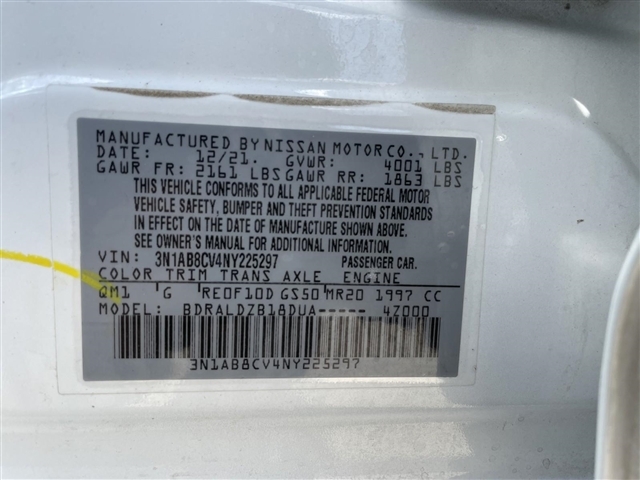 MANUFACTURED BY NISSAN MOTOR CO., LTD.
DATE: 12/21. GVWR: 4001 LBS
GAWR FR: 2161 LBS GAWR RR: 1863 LBS
THIS VEHICLE CONFORMS TO ALL APPLICABLE FEDERAL MOTOR
VEHICLE SAFETY, BUMPER AND THEFT PREVENTION STANDARDS
IN EFFECT ON THE DATE OF MANUFACTURE SHOWN ABOVE.
SEE OWNER'S MANUAL FOR ADDITIONAL INFORMATION.
VIN: 3N1AB8CV4NY225297 PASSENGER CAR.
COLOR TRIM TRANS AXLE ENGINE
QM1 G RE0F10D GS50 MR20 1997 CC
MODEL: BDRALDZB18DUA----- 4Z000
3N1AB8CV4NY225297